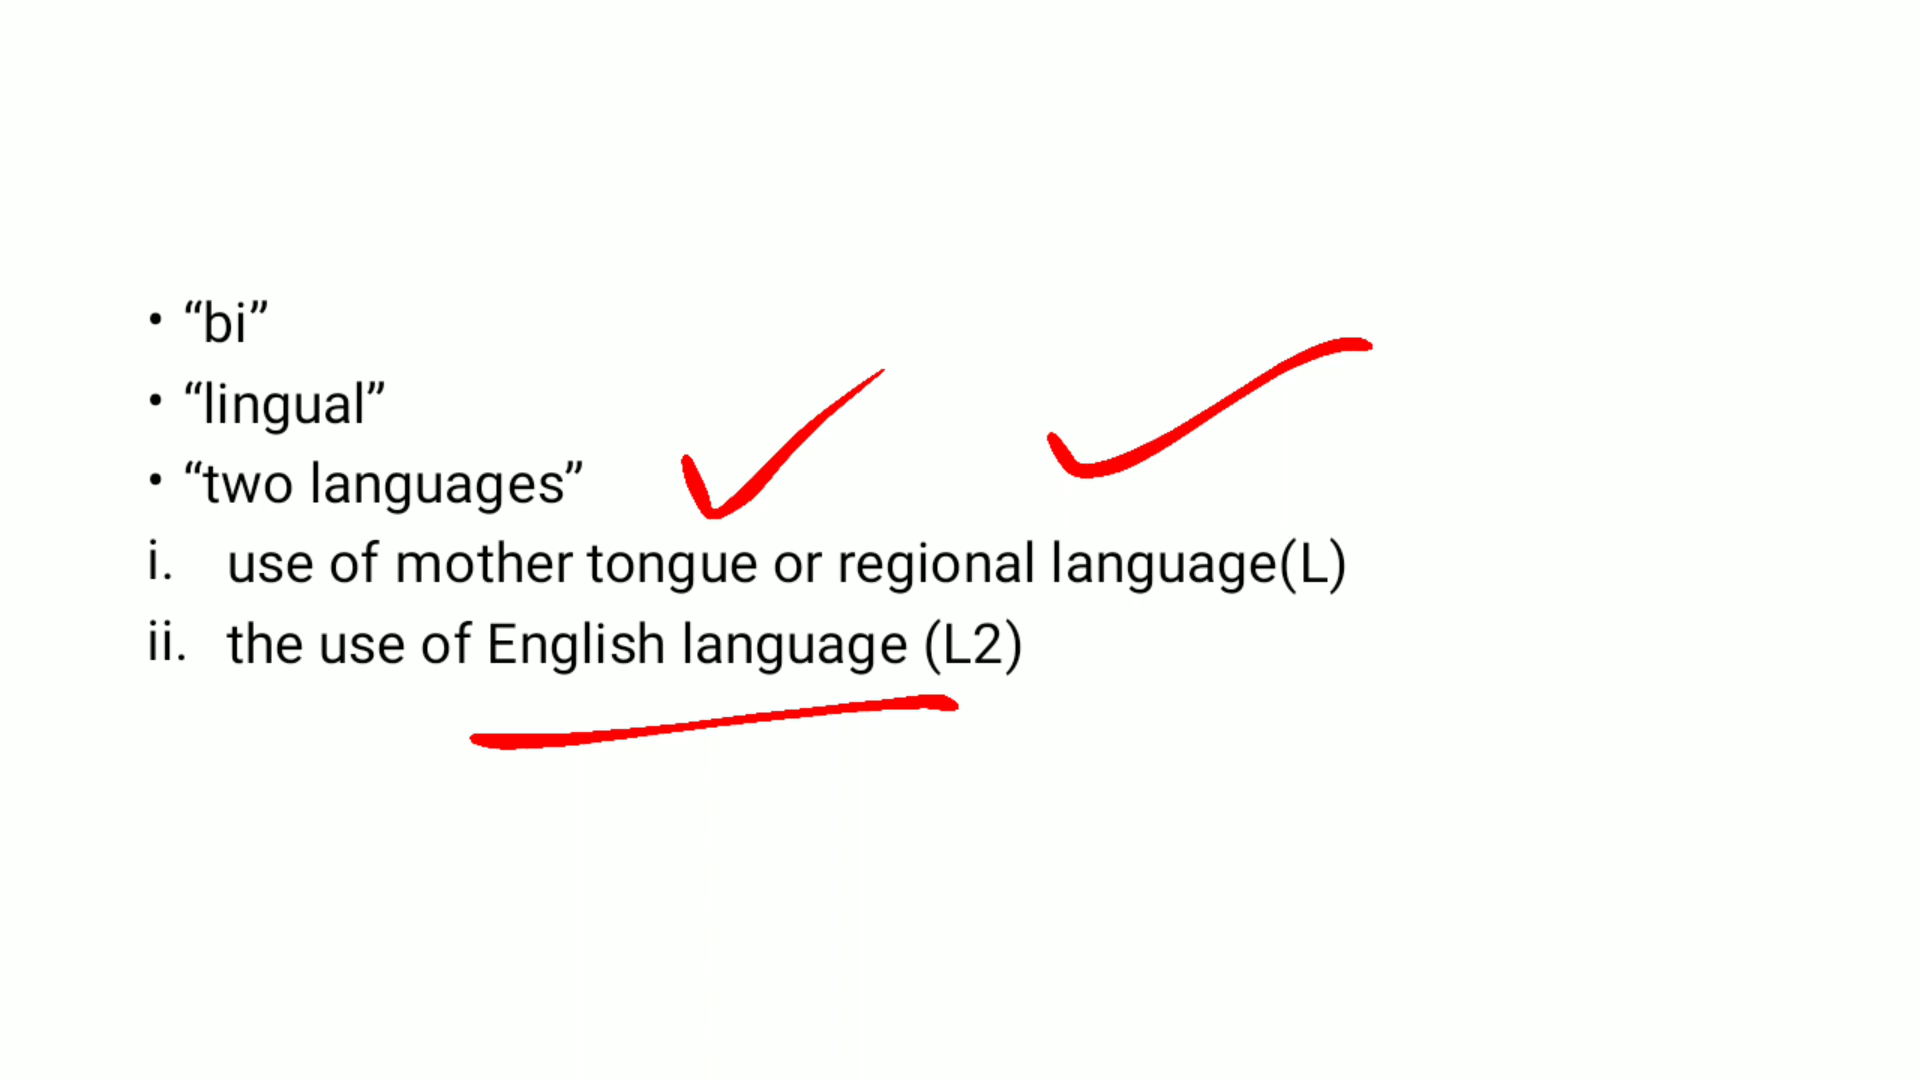 • “bi”
• “lingual”
• “two languages”
i. use of mother tongue or regional language(L)
ii. the use of English language (L2)